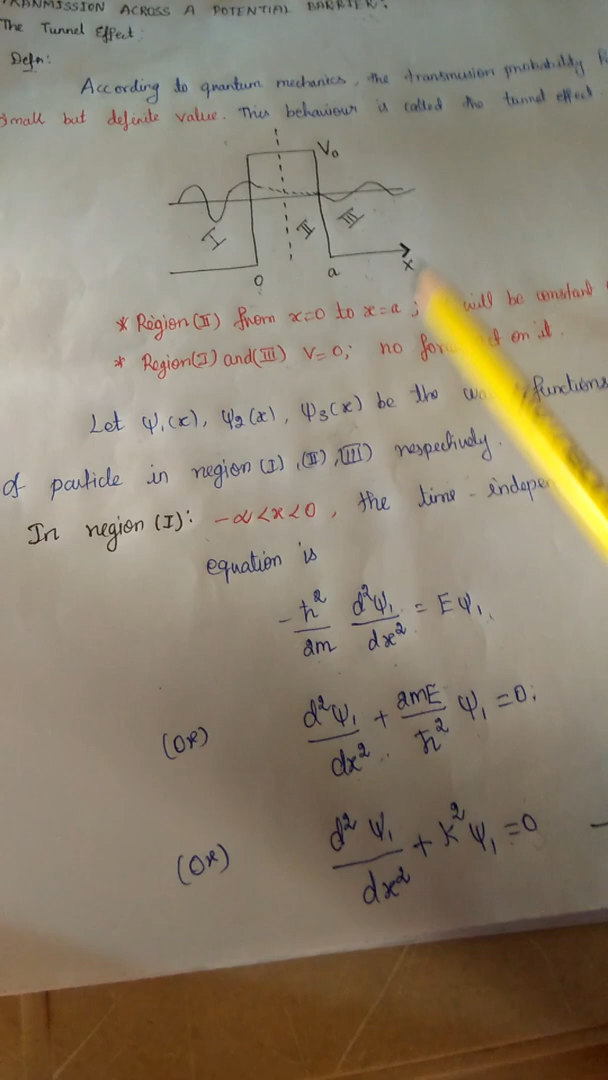 TRANSMISSION ACROSS A POTENTIAL BARRIER:
The Tunnel Effect:
Defn:
According to quantum mechanics, the transmission probability
small but definite value. This behaviour is called the tunnel effect.
V₀
I II III
0 a x
* Region (II) from x=0 to x=a ; will be constant
* Region(I) and (III) V=0; no on it.
Let Ψ₁(x), Ψ₂(x), Ψ₃(x) be the functions
of particle in region (I), (II), (III) respectively.
In region (I): -∝<x<0, the time-
equation is
-ħ²/2m d²Ψ₁/dx² = EΨ₁.
(OR) d²Ψ₁/dx² + 2mE/ħ² Ψ₁ = 0;
(OR) d²Ψ₁/dx² + K²Ψ₁ = 0 —